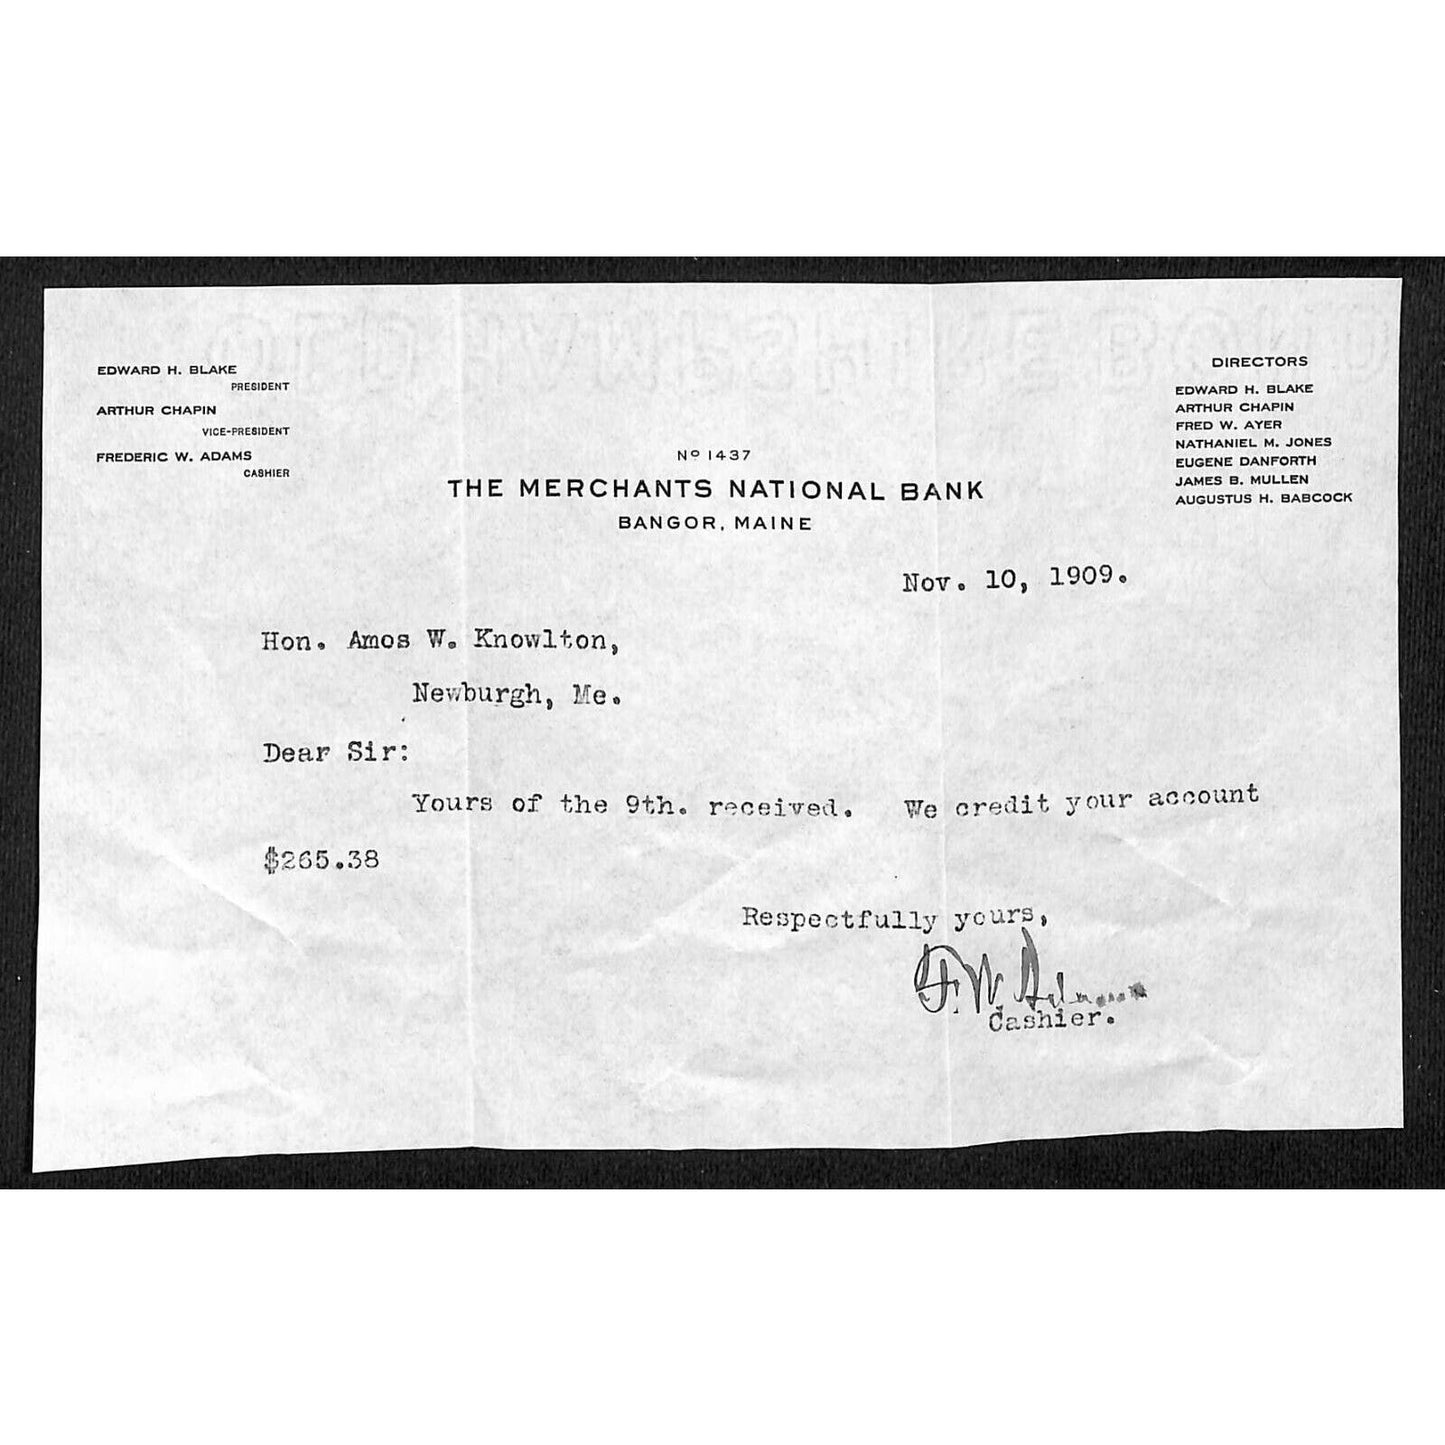 EDWARD H. BLAKE
PRESIDENT
ARTHUR CHAPIN
VICE-PRESIDENT
FREDERIC W. ADAMS
CASHIER
DIRECTORS
EDWARD H. BLAKE
ARTHUR CHAPIN
FRED W. AYER
NATHANIEL M. JONES
EUGENE DANFORTH
JAMES B. MULLEN
AUGUSTUS H. BABCOCK
Nº 1437
THE MERCHANTS NATIONAL BANK
BANGOR, MAINE
Nov. 10, 1909.
Hon. Amos W. Knowlton,
Newburgh, Me.
Dear Sir:
Yours of the 9th. received. We credit your account
$265.38
Respectfully yours,
F. W. Adams
Cashier.